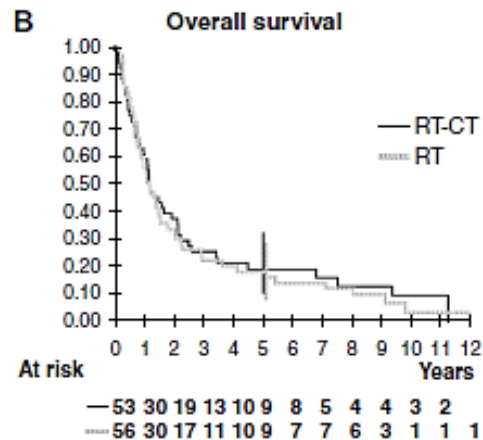 B Overall survival
1.00
0.90
0.80
0.70
0.60
0.50
0.40
0.30
0.20
0.10
0.00
RT-CT
RT
0 1 2 3 4 5 6 7 8 9 10 11 12
At risk Years
53 30 19 13 10 9 8 5 4 4 3 2
56 30 17 11 10 9 7 7 6 3 1 1 1